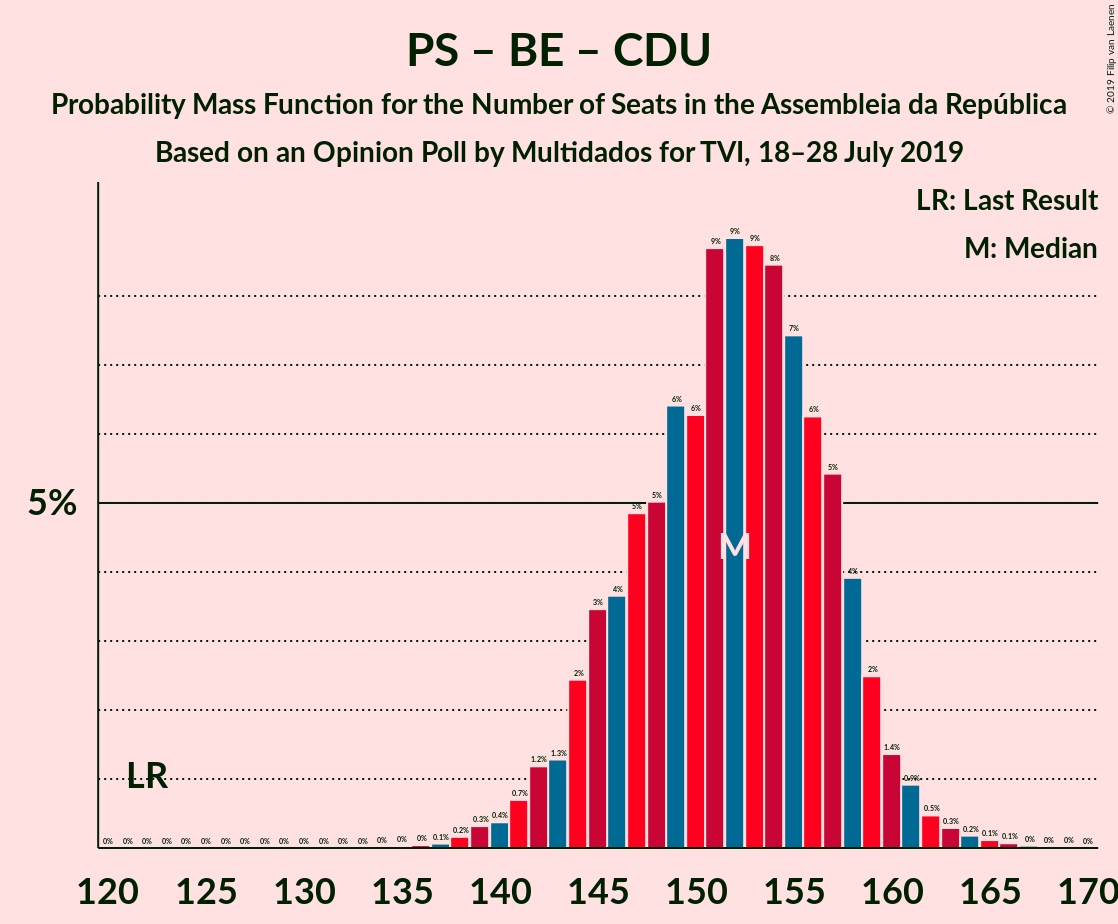 PS – BE – CDU
Probability Mass Function for the Number of Seats in the Assembleia da República
Based on an Opinion Poll by Multidados for TVI, 18–28 July 2019
© 2019 Filip van Laenen
LR: Last Result
M: Median
5%
LR
M
0% 0% 0% 0% 0% 0% 0% 0% 0% 0% 0% 0% 0% 0% 0% 0% 0% 0.1% 0.2% 0.3% 0.4% 0.7% 1.2% 1.3% 2% 3% 4% 5% 5% 6% 6% 9% 9% 9% 8% 7% 6% 5% 4% 2% 1.4% 0.9% 0.5% 0.3% 0.2% 0.1% 0.1% 0% 0% 0% 0%
120 125 130 135 140 145 150 155 160 165 170